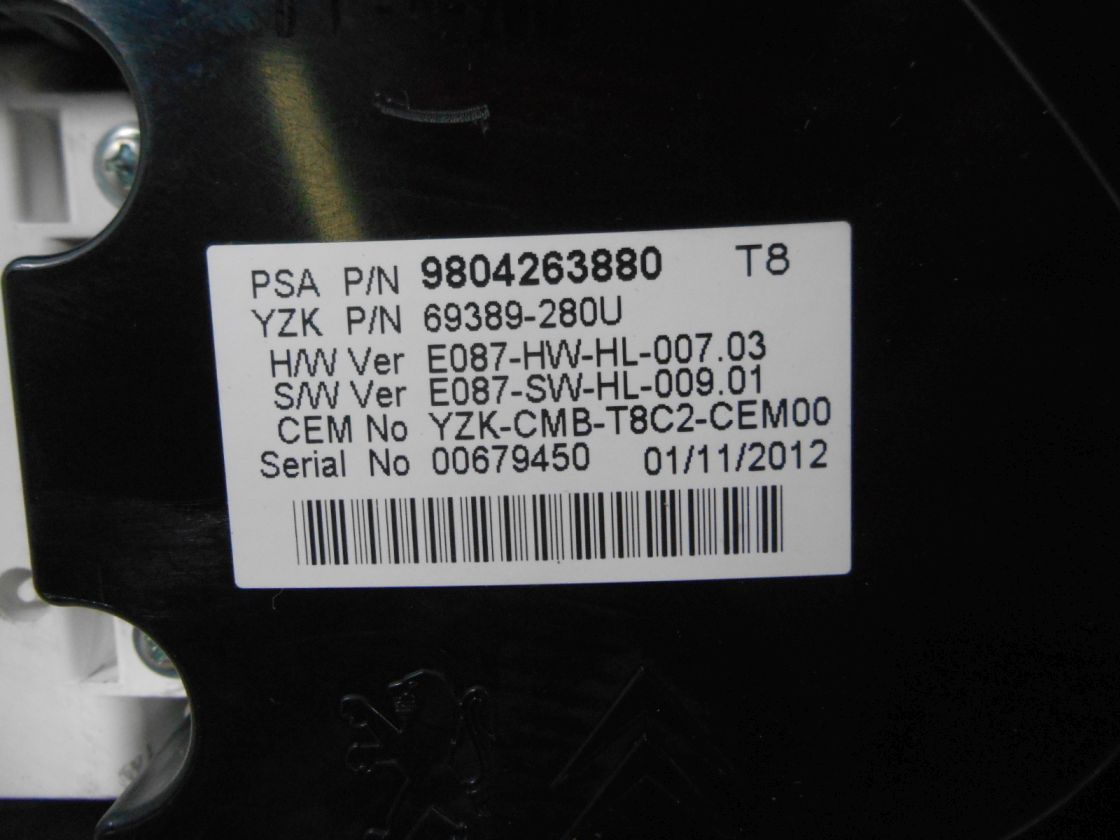 PSA P/N 9804263880 T8
YZK P/N 69389-280U
H/W Ver E087-HW-HL-007.03
S/W Ver E087-SW-HL-009.01
CEM No YZK-CMB-T8C2-CEM00
Serial No 00679450 01/11/2012